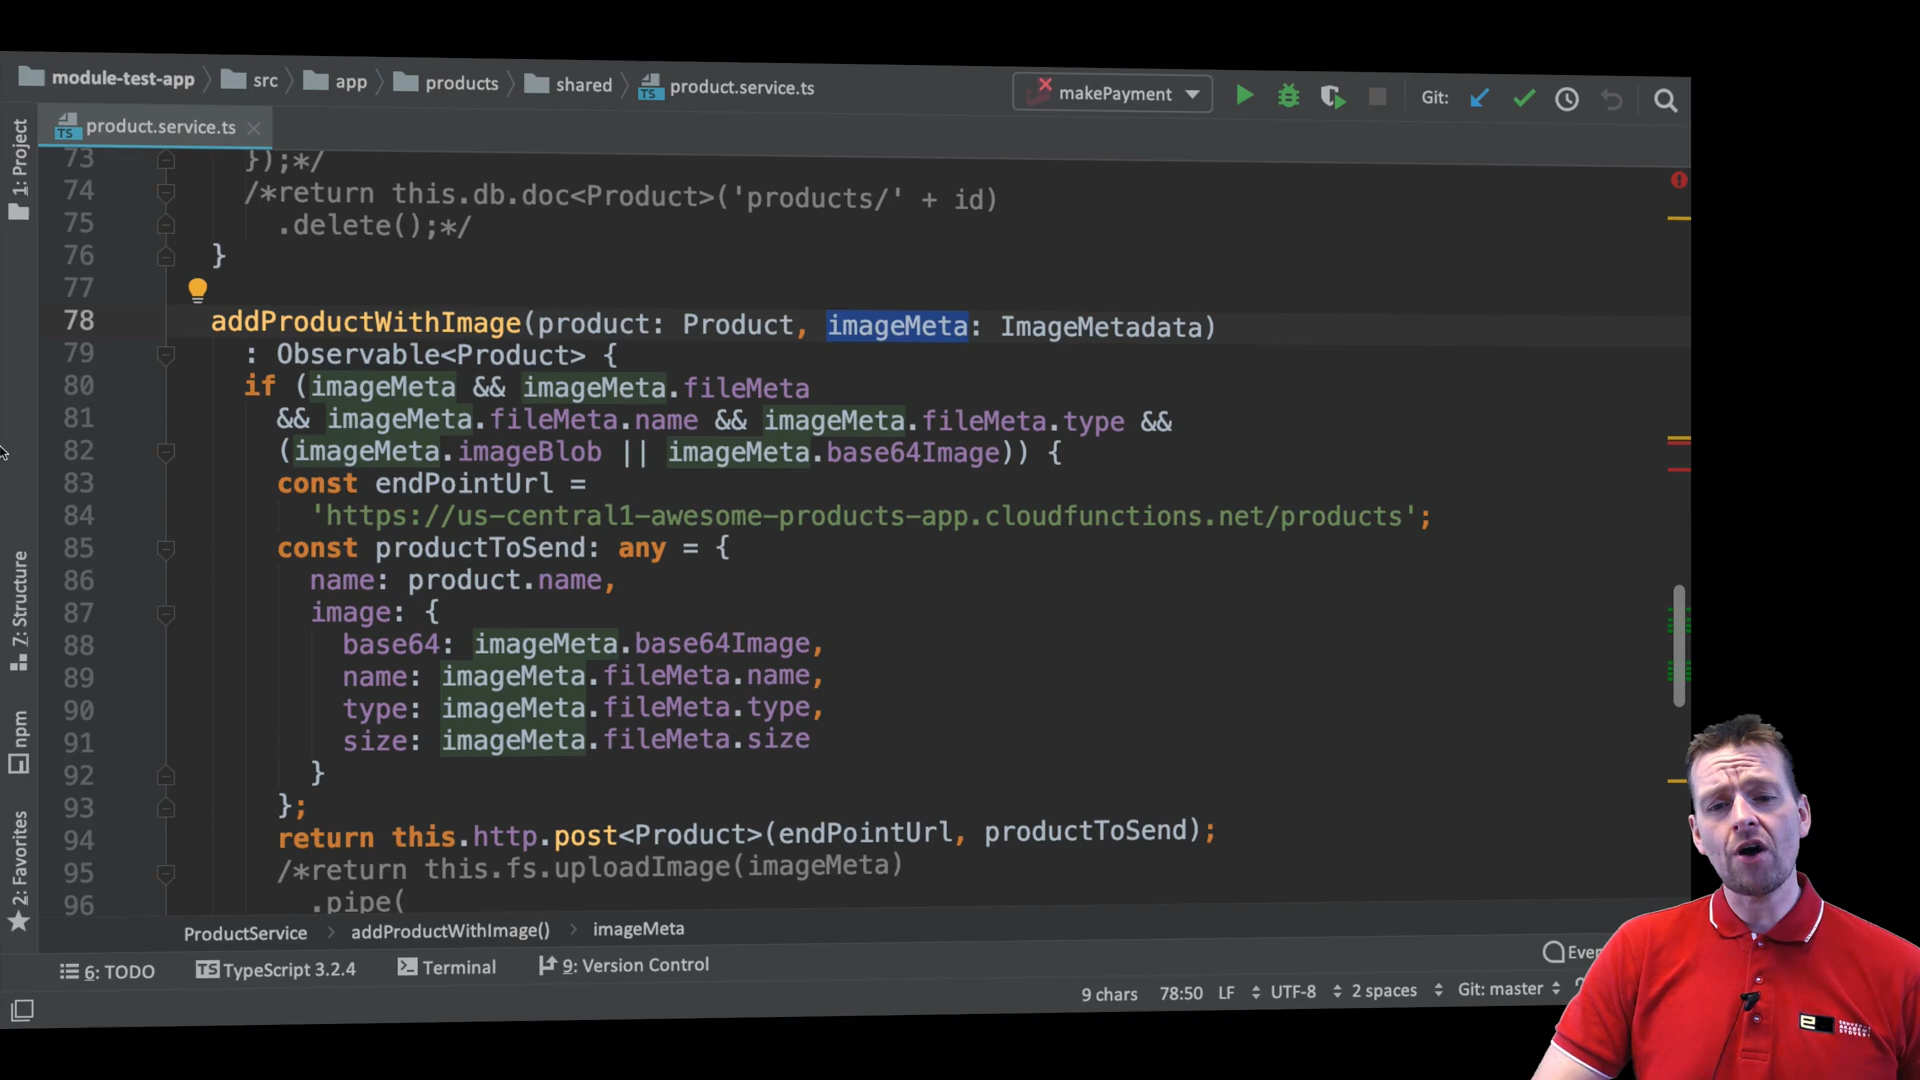 module-test-app src app products shared product.service.ts makePayment Git:
product.service.ts
1: Project
7: Structure
npm
2: Favorites
73 });*/
74 /*return this.db.doc<Product>('products/' + id)
75 .delete();*/
76 }
77
78 addProductWithImage(product: Product, imageMeta: ImageMetadata)
79 : Observable<Product> {
80 if (imageMeta && imageMeta.fileMeta
81 && imageMeta.fileMeta.name && imageMeta.fileMeta.type &&
82 (imageMeta.imageBlob || imageMeta.base64Image)) {
83 const endPointUrl =
84 'https://us-central1-awesome-products-app.cloudfunctions.net/products';
85 const productToSend: any = {
86 name: product.name,
87 image: {
88 base64: imageMeta.base64Image,
89 name: imageMeta.fileMeta.name,
90 type: imageMeta.fileMeta.type,
91 size: imageMeta.fileMeta.size
92 }
93 };
94 return this.http.post<Product>(endPointUrl, productToSend);
95 /*return this.fs.uploadImage(imageMeta)
96 .pipe(
ProductService addProductWithImage() imageMeta
6: TODO TypeScript 3.2.4 Terminal 9: Version Control
9 chars 78:50 LF UTF-8 2 spaces Git: master